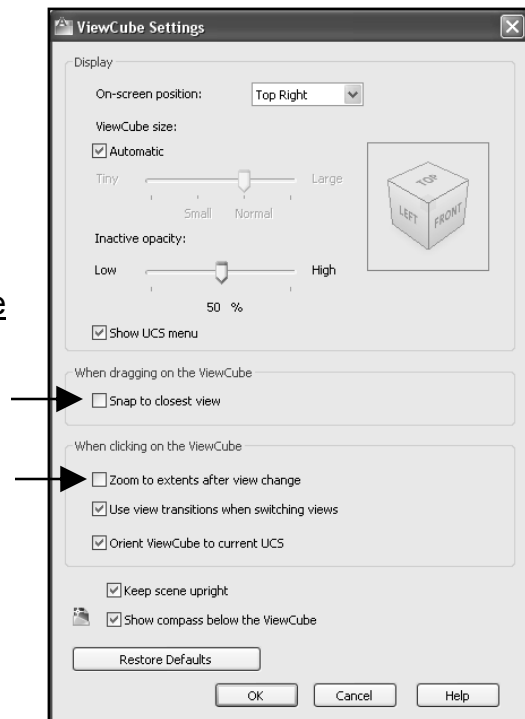 ViewCube Settings
Display
On-screen position: Top Right
ViewCube size:
Automatic
Tiny Large
Small Normal
TOP
LEFT FRONT
Inactive opacity:
Low High
50 %
e
Show UCS menu
When dragging on the ViewCube
Snap to closest view
When clicking on the ViewCube
Zoom to extents after view change
Use view transitions when switching views
Orient ViewCube to current UCS
Keep scene upright
Show compass below the ViewCube
Restore Defaults
OK Cancel Help